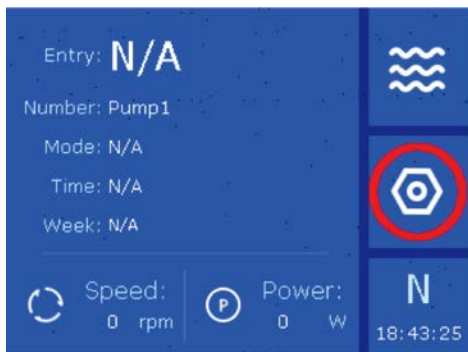 Entry: N/A
Number: Pump1
Mode: N/A
Time: N/A
Week: N/A
Speed:
0 rpm
P
Power:
0 W
N
18:43:25